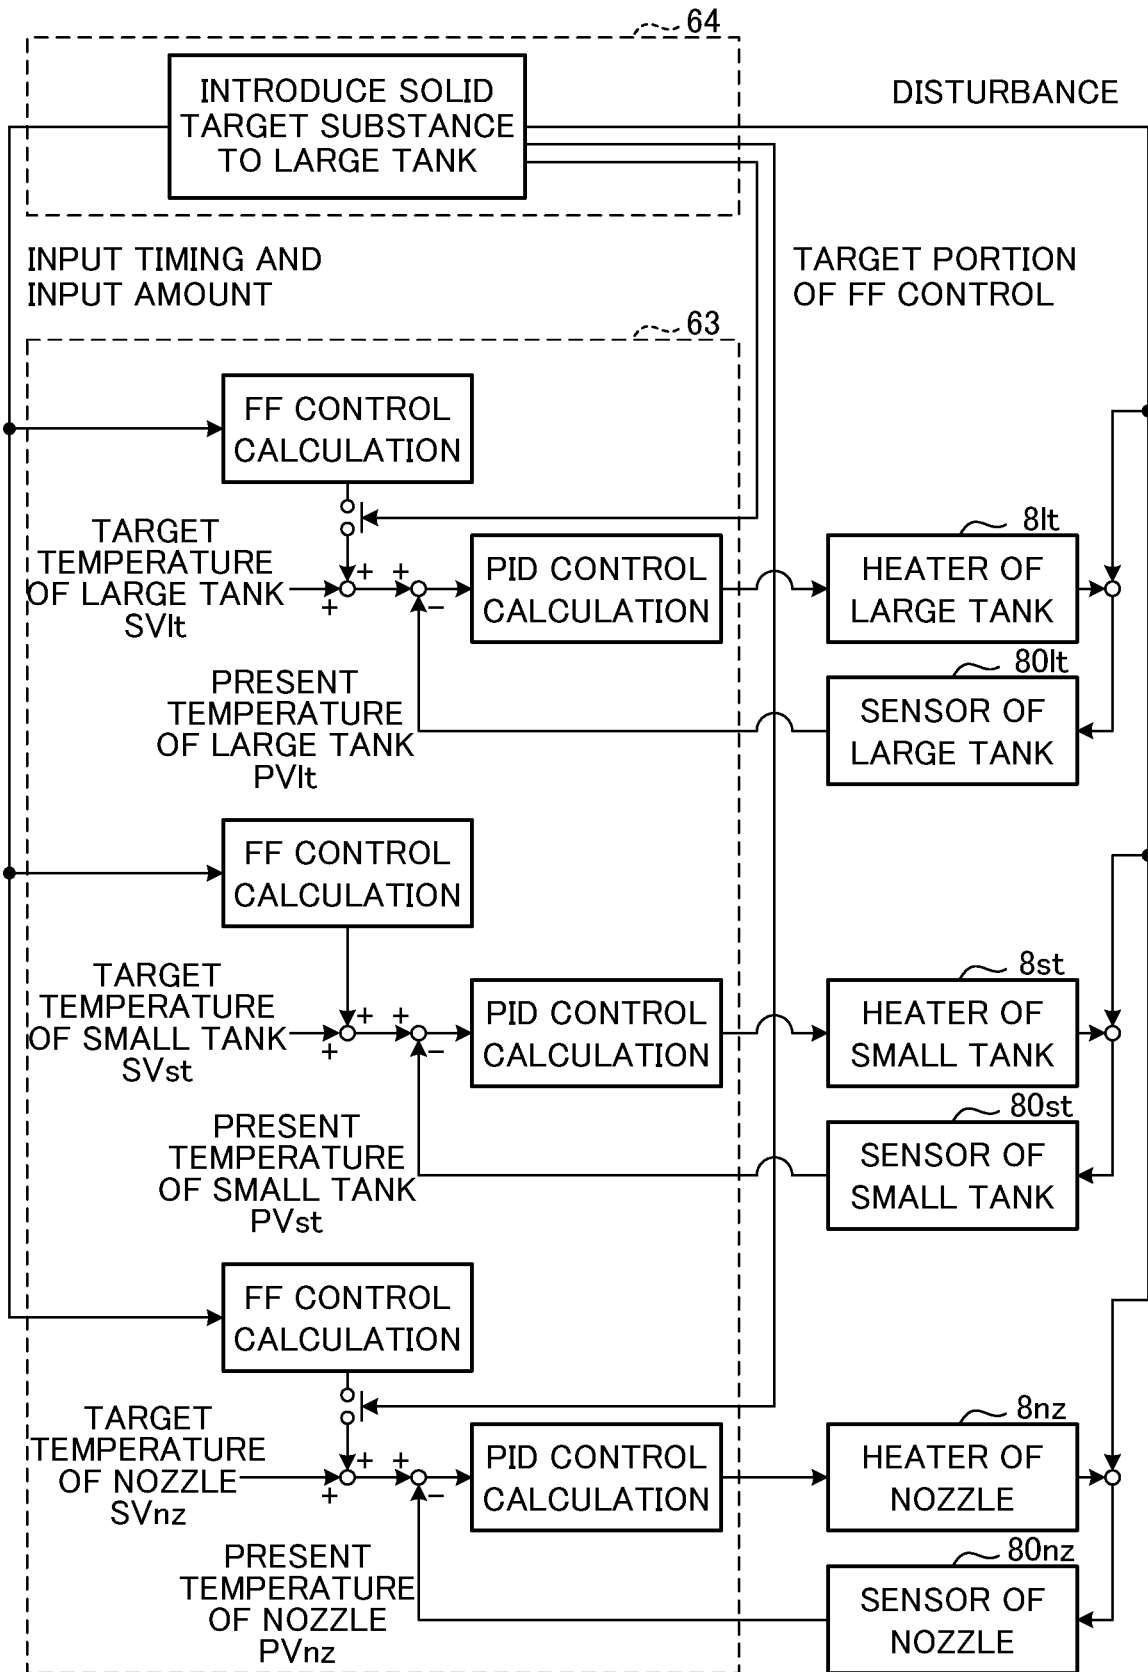 64
INTRODUCE SOLID
TARGET SUBSTANCE
TO LARGE TANK
DISTURBANCE
INPUT TIMING AND
INPUT AMOUNT
TARGET PORTION
OF FF CONTROL
63
FF CONTROL
CALCULATION
TARGET
TEMPERATURE
OF LARGE TANK
SVlt
+
+
+
−
PID CONTROL
CALCULATION
8lt
HEATER OF
LARGE TANK
80lt
SENSOR OF
LARGE TANK
PRESENT
TEMPERATURE
OF LARGE TANK
PVlt
FF CONTROL
CALCULATION
TARGET
TEMPERATURE
OF SMALL TANK
SVst
+
+
+
−
PID CONTROL
CALCULATION
8st
HEATER OF
SMALL TANK
80st
SENSOR OF
SMALL TANK
PRESENT
TEMPERATURE
OF SMALL TANK
PVst
FF CONTROL
CALCULATION
TARGET
TEMPERATURE
OF NOZZLE
SVnz
+
+
+
−
PID CONTROL
CALCULATION
8nz
HEATER OF
NOZZLE
80nz
SENSOR OF
NOZZLE
PRESENT
TEMPERATURE
OF NOZZLE
PVnz